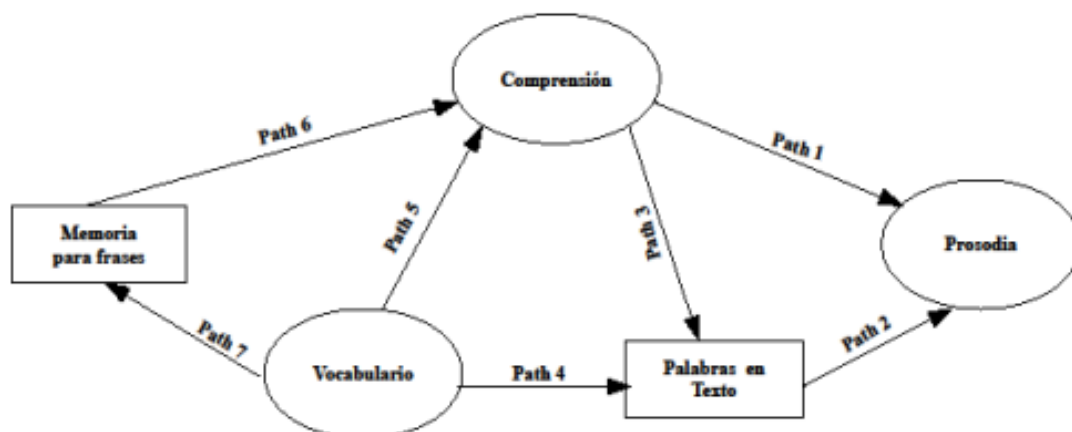 Comprensión
Path 6
Path 1
Memoria
para frases
Path 5
Path 3
Prosodia
Path 7
Vocabulario
Path 4
Palabras en
Texto
Path 2